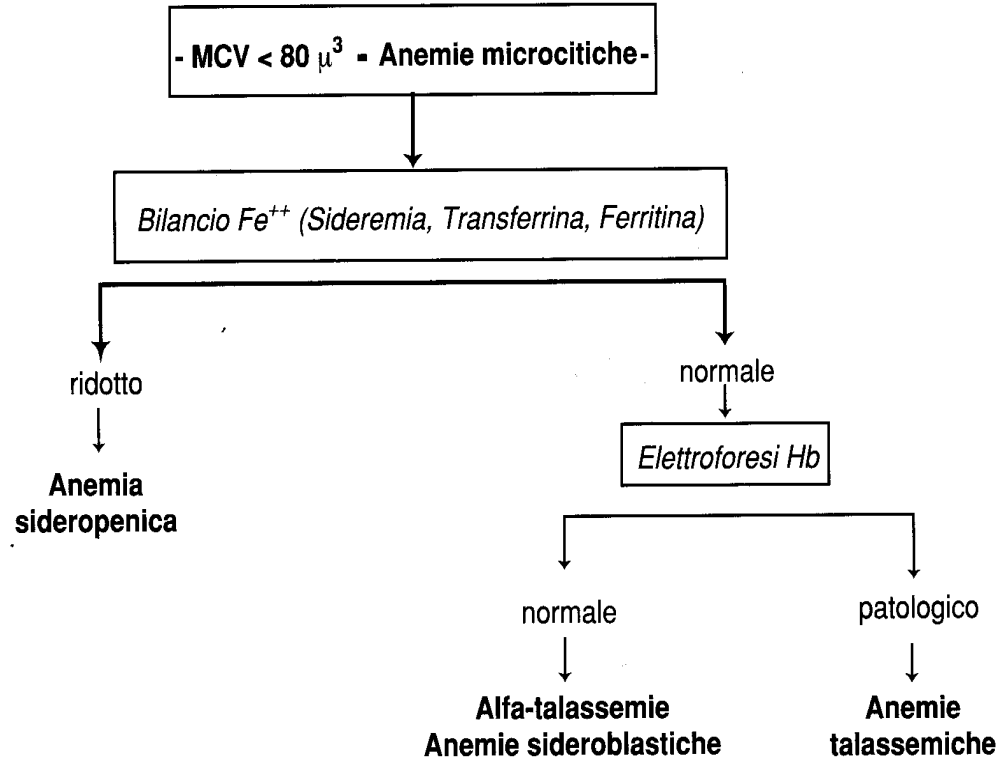 - MCV < 80 μ³ - Anemie microcitiche -
Bilancio Fe⁺⁺ (Sideremia, Transferrina, Ferritina)
ridotto
normale
Elettroforesi Hb
Anemia
sideropenica
normale
patologico
Alfa-talassemie
Anemie sideroblastiche
Anemie
talassemiche